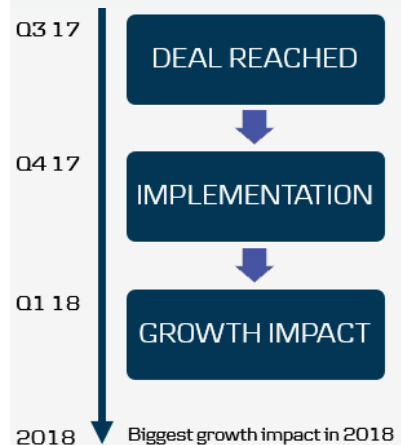 Q3 17
DEAL REACHED
Q4 17
IMPLEMENTATION
Q1 18
GROWTH IMPACT
2018
Biggest growth impact in 2018